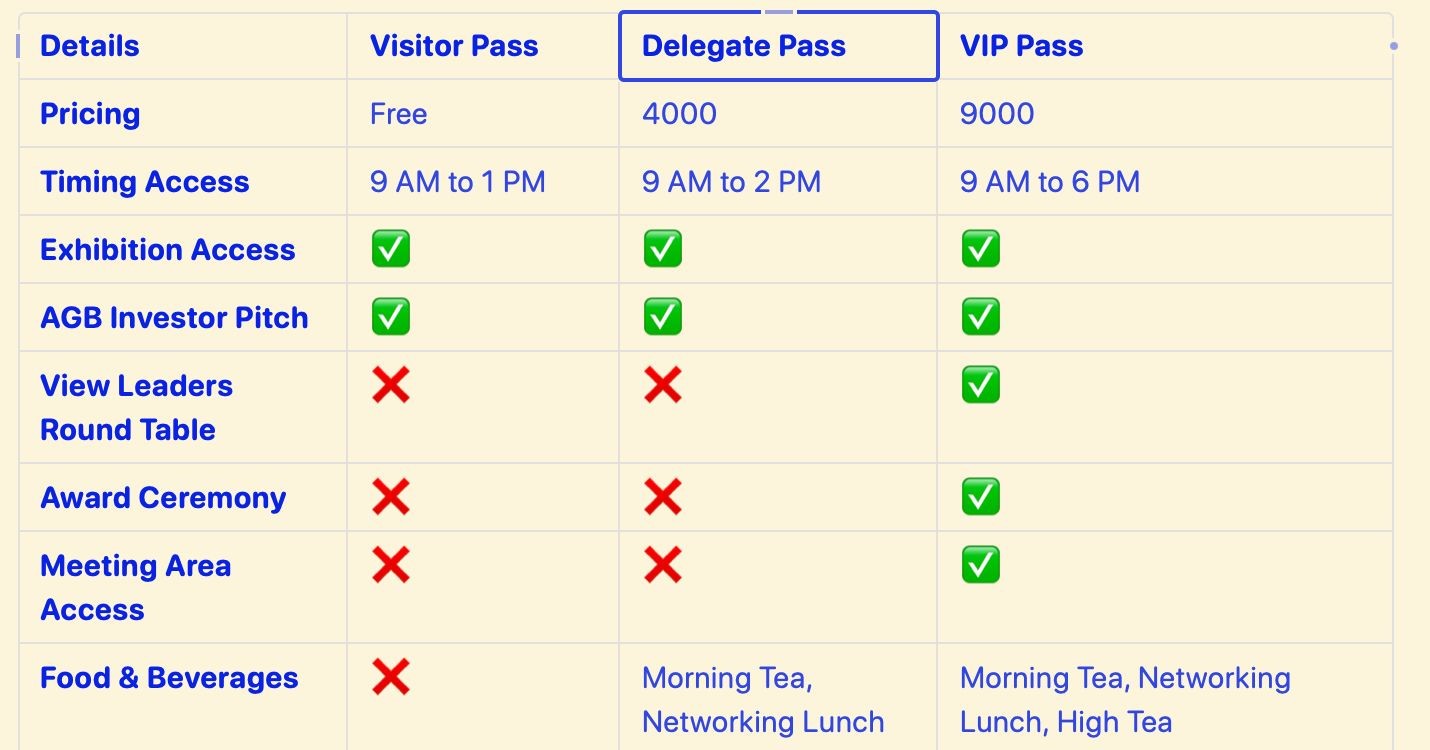 Details Visitor Pass Delegate Pass VIP Pass
Pricing Free 4000 9000
Timing Access 9 AM to 1 PM 9 AM to 2 PM 9 AM to 6 PM
Exhibition Access ✅ ✅ ✅
AGB Investor Pitch ✅ ✅ ✅
View Leaders ❌ ❌ ✅
Round Table
Award Ceremony ❌ ❌ ✅
Meeting Area ❌ ❌ ✅
Access
Food & Beverages ❌ Morning Tea, Morning Tea, Networking
Networking Lunch Lunch, High Tea